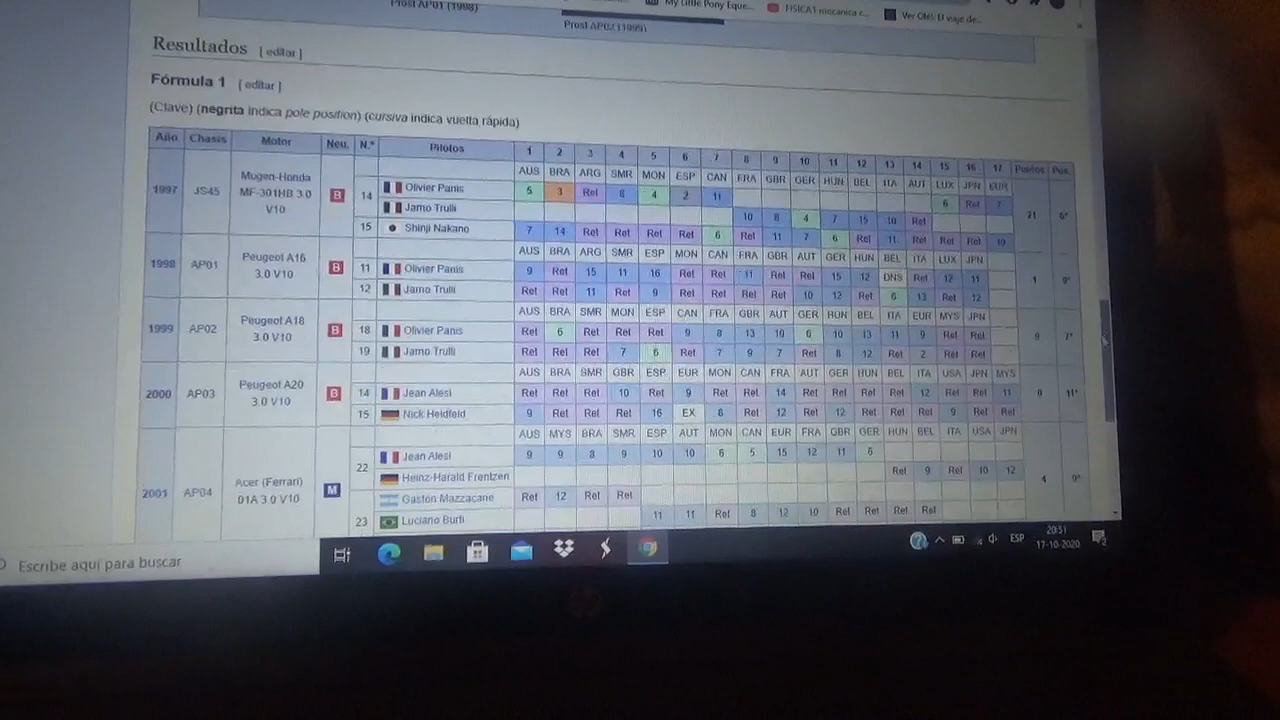 Prost AP01 (1998)
Prost AP02 (1999)
My Little Pony Eque...
FISICA1 mecanica c...
Resultados [ editar ]
Fórmula 1 [ editar ]
(Clave) (negrita indica pole position) (cursiva indica vuelta rápida)
Año Chasis Motor Neu. N.º Pilotos 1 2 3 4 5 6 7 8 9 10 11 12 13 14 15 16 17 Puntos Pos.
1997 JS45 Mugen-Honda MF-301HB 3.0 V10 B
AUS BRA ARG SMR MON ESP CAN FRA GBR GER HUN BEL ITA AUT LUX JPN EUR
14 Olivier Panis 5 3 Ret 8 4 2 11 6 Ret 7
Jarno Trulli 10 8 4 7 15 10 Ret
15 Shinji Nakano 7 14 Ret Ret Ret Ret 6 Ret 11 7 6 Ret 11 Ret Ret Ret 10
21 6º
1998 AP01 Peugeot A16 3.0 V10 B
AUS BRA ARG SMR ESP MON CAN FRA GBR AUT GER HUN BEL ITA LUX JPN
11 Olivier Panis 9 Ret 15 11 16 Ret Ret 11 Ret Ret 15 12 DNS Ret 12 11
12 Jarno Trulli Ret Ret 11 Ret 9 Ret Ret Ret Ret 10 12 Ret 6 13 Ret 12
1 9º
1999 AP02 Peugeot A18 3.0 V10 B
AUS BRA SMR MON ESP CAN FRA GBR AUT GER HUN BEL ITA EUR MYS JPN
18 Olivier Panis Ret 6 Ret Ret Ret 9 8 13 10 6 10 13 11 9 Ret Ret
19 Jarno Trulli Ret Ret Ret 7 6 Ret 7 9 7 Ret 8 12 Ret 2 Ret Ret
9 7º
2000 AP03 Peugeot A20 3.0 V10 B
AUS BRA SMR GBR ESP EUR MON CAN FRA AUT GER HUN BEL ITA USA JPN MYS
14 Jean Alesi Ret Ret Ret 10 Ret 9 Ret Ret 14 Ret Ret Ret Ret 12 Ret Ret 11
15 Nick Heidfeld 9 Ret Ret Ret 16 EX 8 Ret 12 Ret 12 Ret Ret Ret 9 Ret Ret
0 11º
2001 AP04 Acer (Ferrari) 01A 3.0 V10 M
AUS MYS BRA SMR ESP AUT MON CAN EUR FRA GBR GER HUN BEL ITA USA JPN
22 Jean Alesi 9 9 8 9 10 10 6 5 15 12 11 6
Heinz-Harald Frentzen Ret 9 Ret 10 12
Gastón Mazzacane Ret 12 Ret Ret
23 Luciano Burti 11 11 Ret 8 12 10 Ret Ret Ret Ret
4 9º
Escribe aquí para buscar
ESP
20:51
17-10-2020